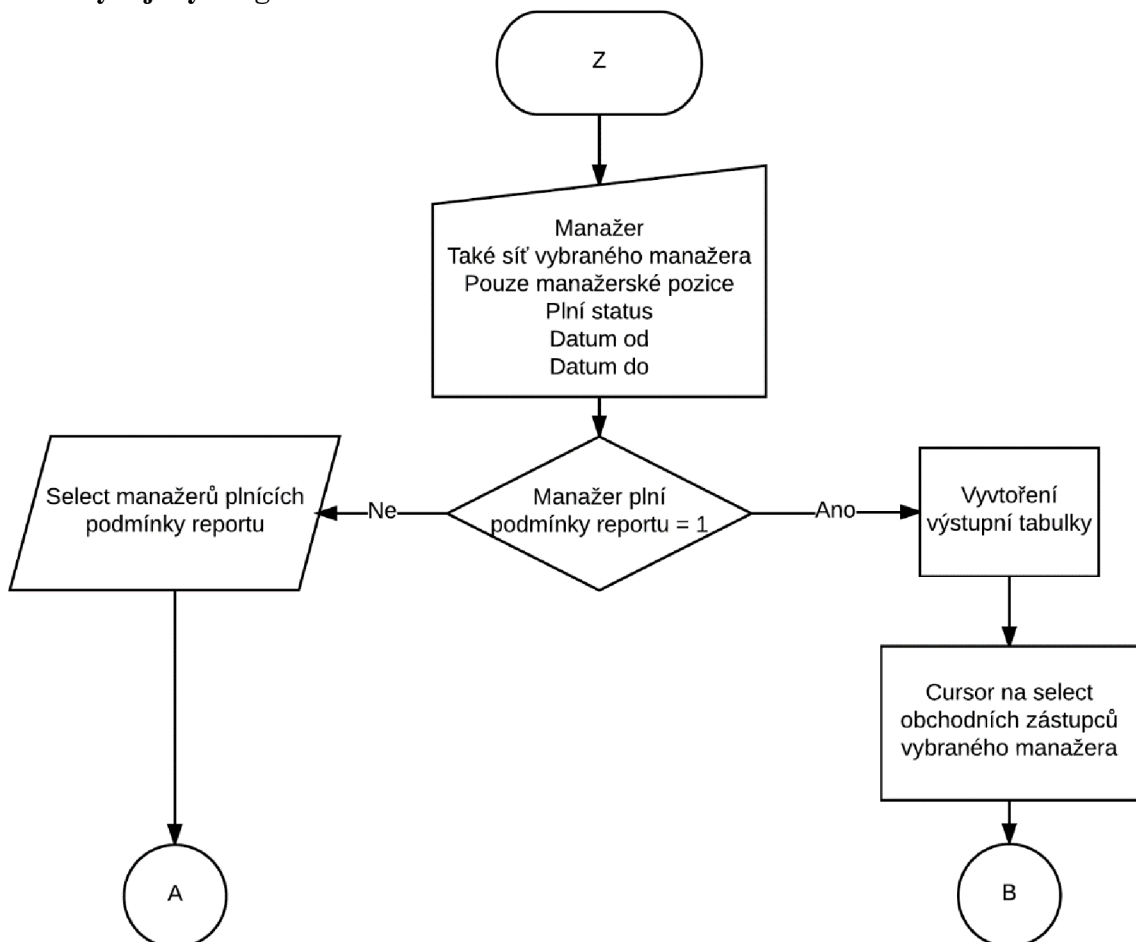 Z
Manažer
Také síť vybraného manažera
Pouze manažerské pozice
Plní status
Datum od
Datum do
Select manažerů plnících
podmínky reportu
Ne
Manažer plní
podmínky reportu = 1
Ano
Vyvtoření
výstupní tabulky
Cursor na select
obchodních zástupců
vybraného manažera
A
B